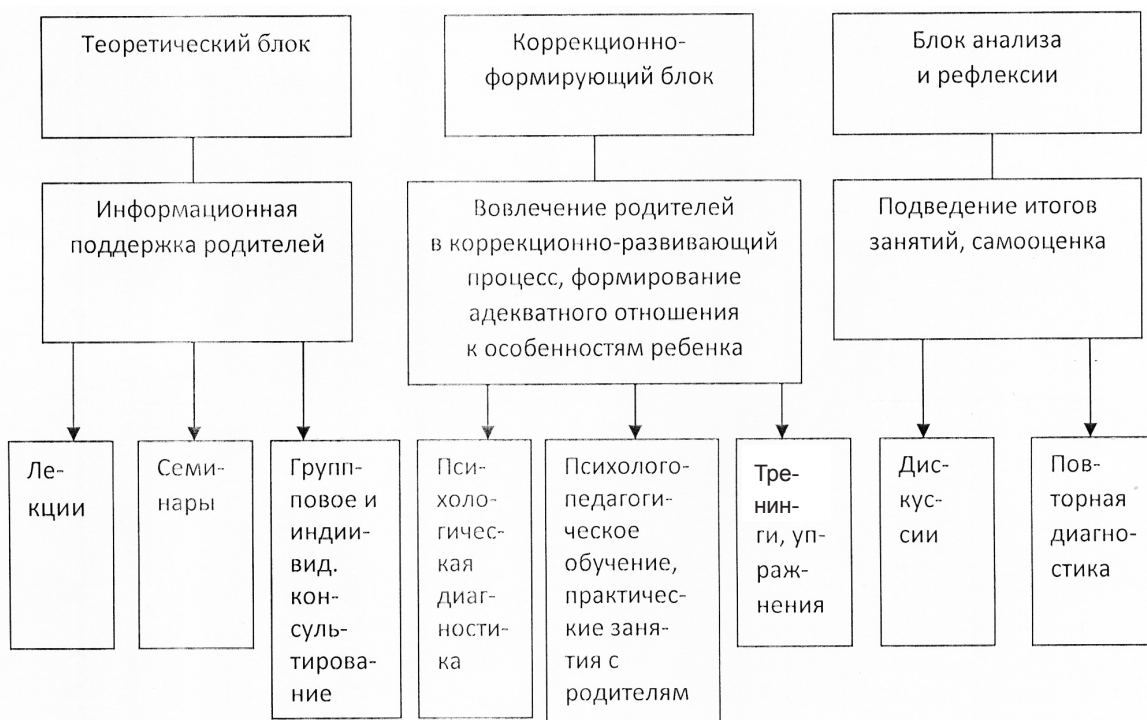 Теоретический блок
Коррекционно-
формирующий блок
Блок анализа
и рефлексии
Информационная
поддержка родителей
Вовлечение родителей
в коррекционно-развивающий
процесс, формирование
адекватного отношения
к особенностям ребенка
Подведение итогов
занятий, самооценка
Ле-
кции
Семи-
нары
Групп-
повое и
индии-
вид.
кон-
суль-
тирова-
ние
Пси-
хологи-
ческая
диаг-
ности-
ка
Психолого-
педагоги-
ческое
обучение,
практичес-
кие заня-
тия с
родителям
Тре-
нин-
ги, уп-
раж-
нения
Дис-
кус-
сии
Пов-
торная
диагно-
стика